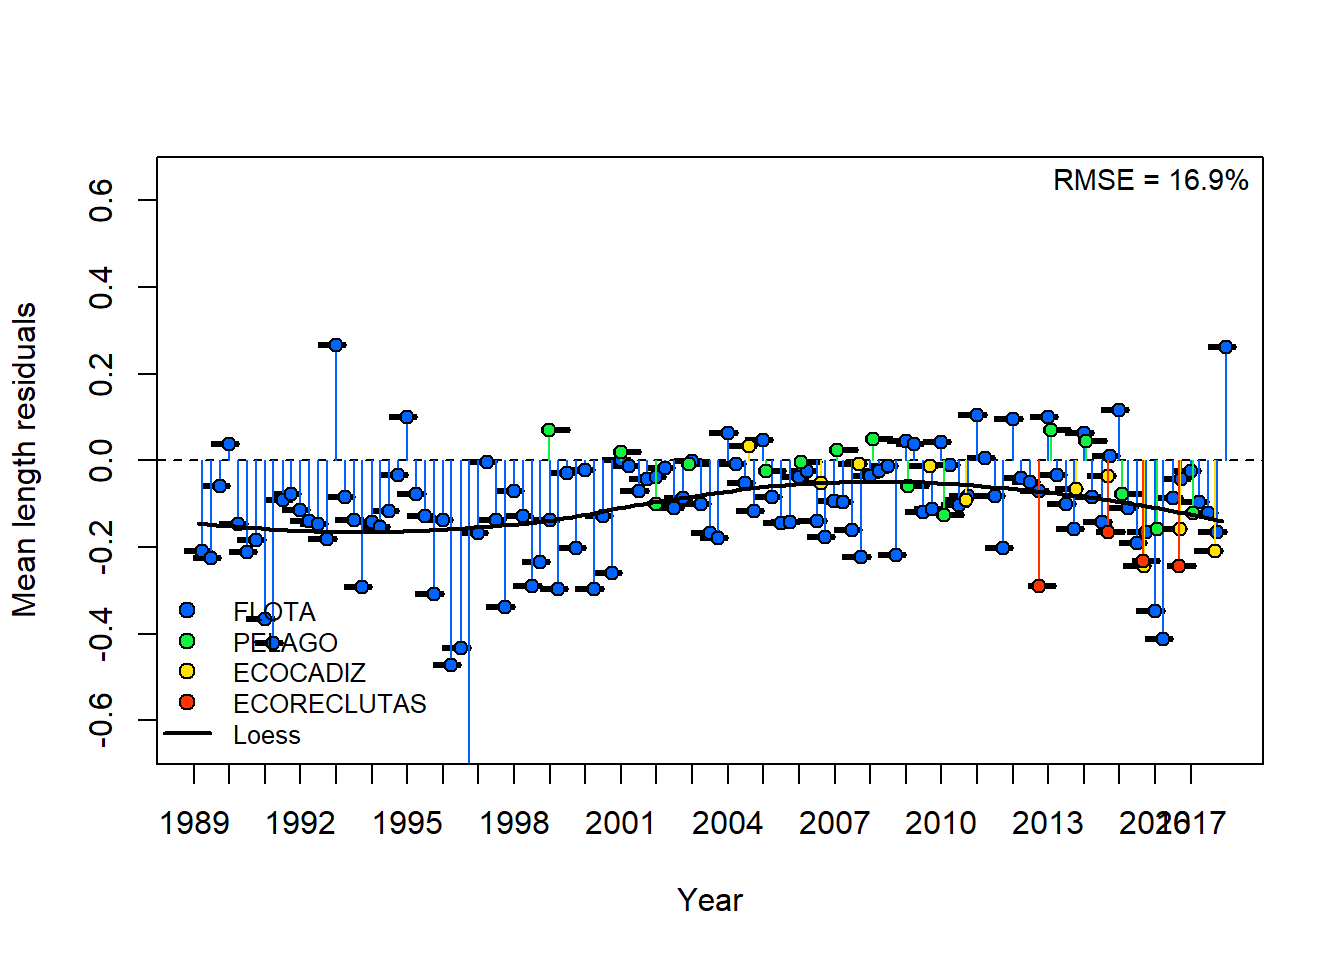 RMSE = 16.9%
Mean length residuals
0.6
0.4
0.2
0.0
-0.2
-0.4
-0.6
FLOTA
PELAGO
ECOCADIZ
ECORECLUTAS
Loess
1989 1992 1995 1998 2001 2004 2007 2010 2013 2016 2017
Year